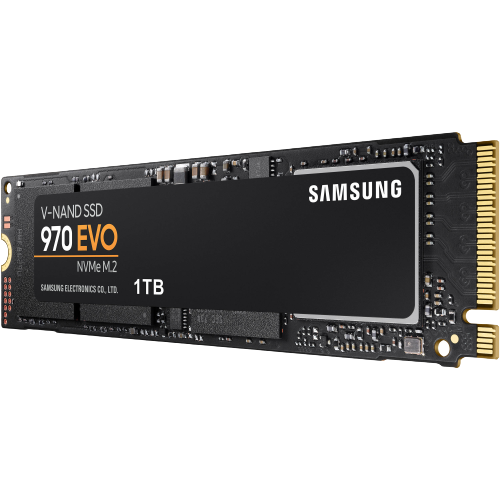 SAMSUNG
V-NAND SSD
970 EVO
NVMe M.2
SAMSUNG ELECTRONICS CO., LTD.
1TB